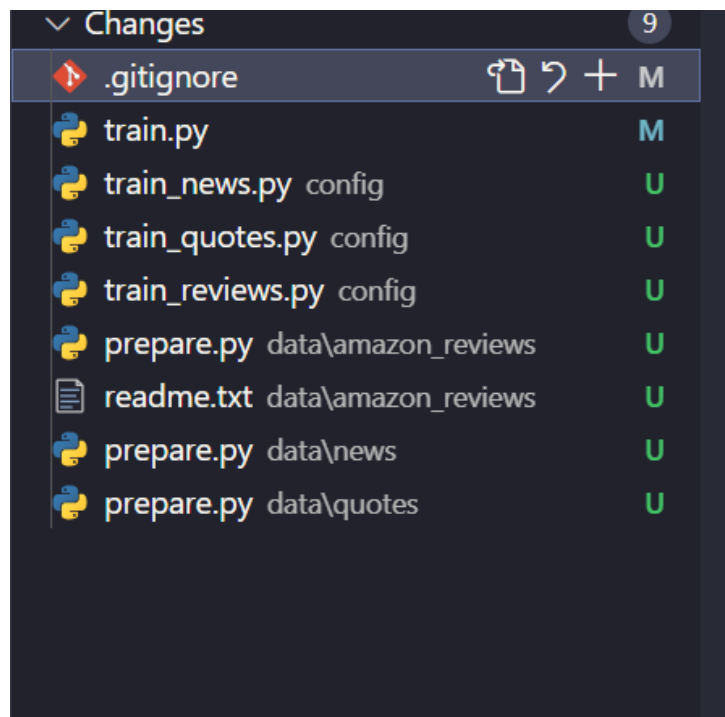 Changes 9
.gitignore M
train.py M
train_news.py config U
train_quotes.py config U
train_reviews.py config U
prepare.py data\amazon_reviews U
readme.txt data\amazon_reviews U
prepare.py data\news U
prepare.py data\quotes U